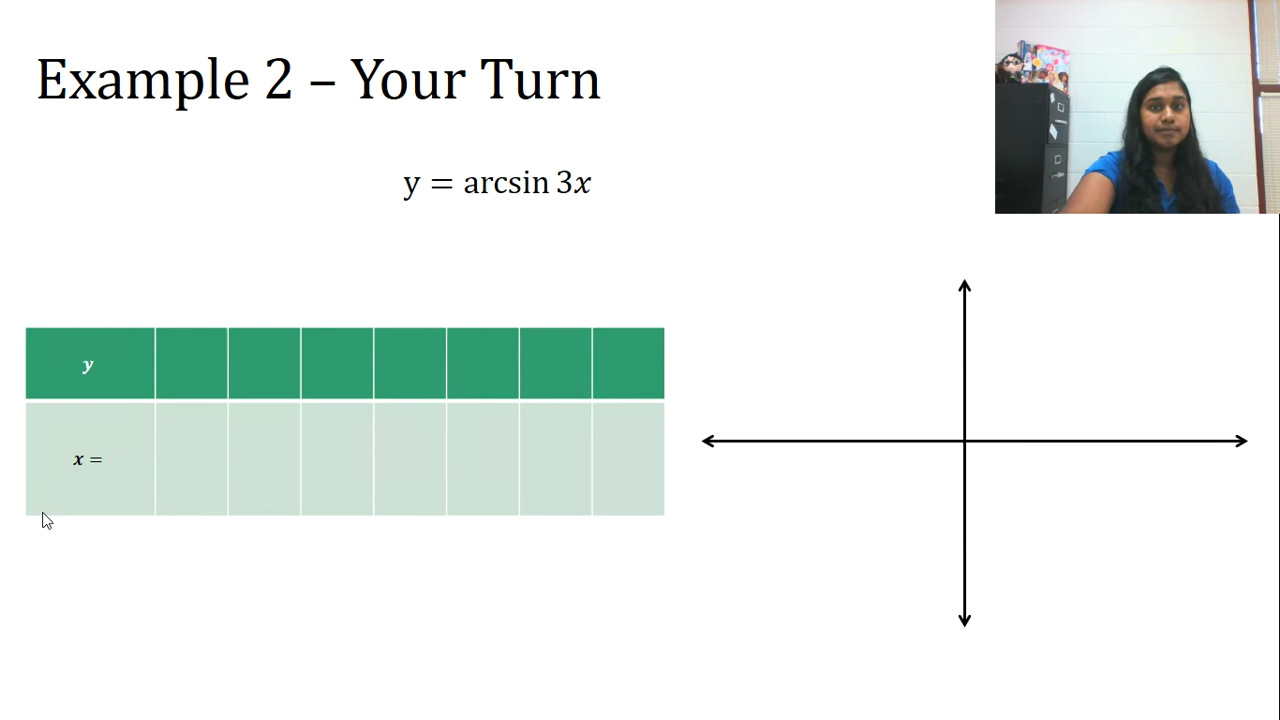 Example 2 – Your Turn
y = arcsin 3x
y
x =